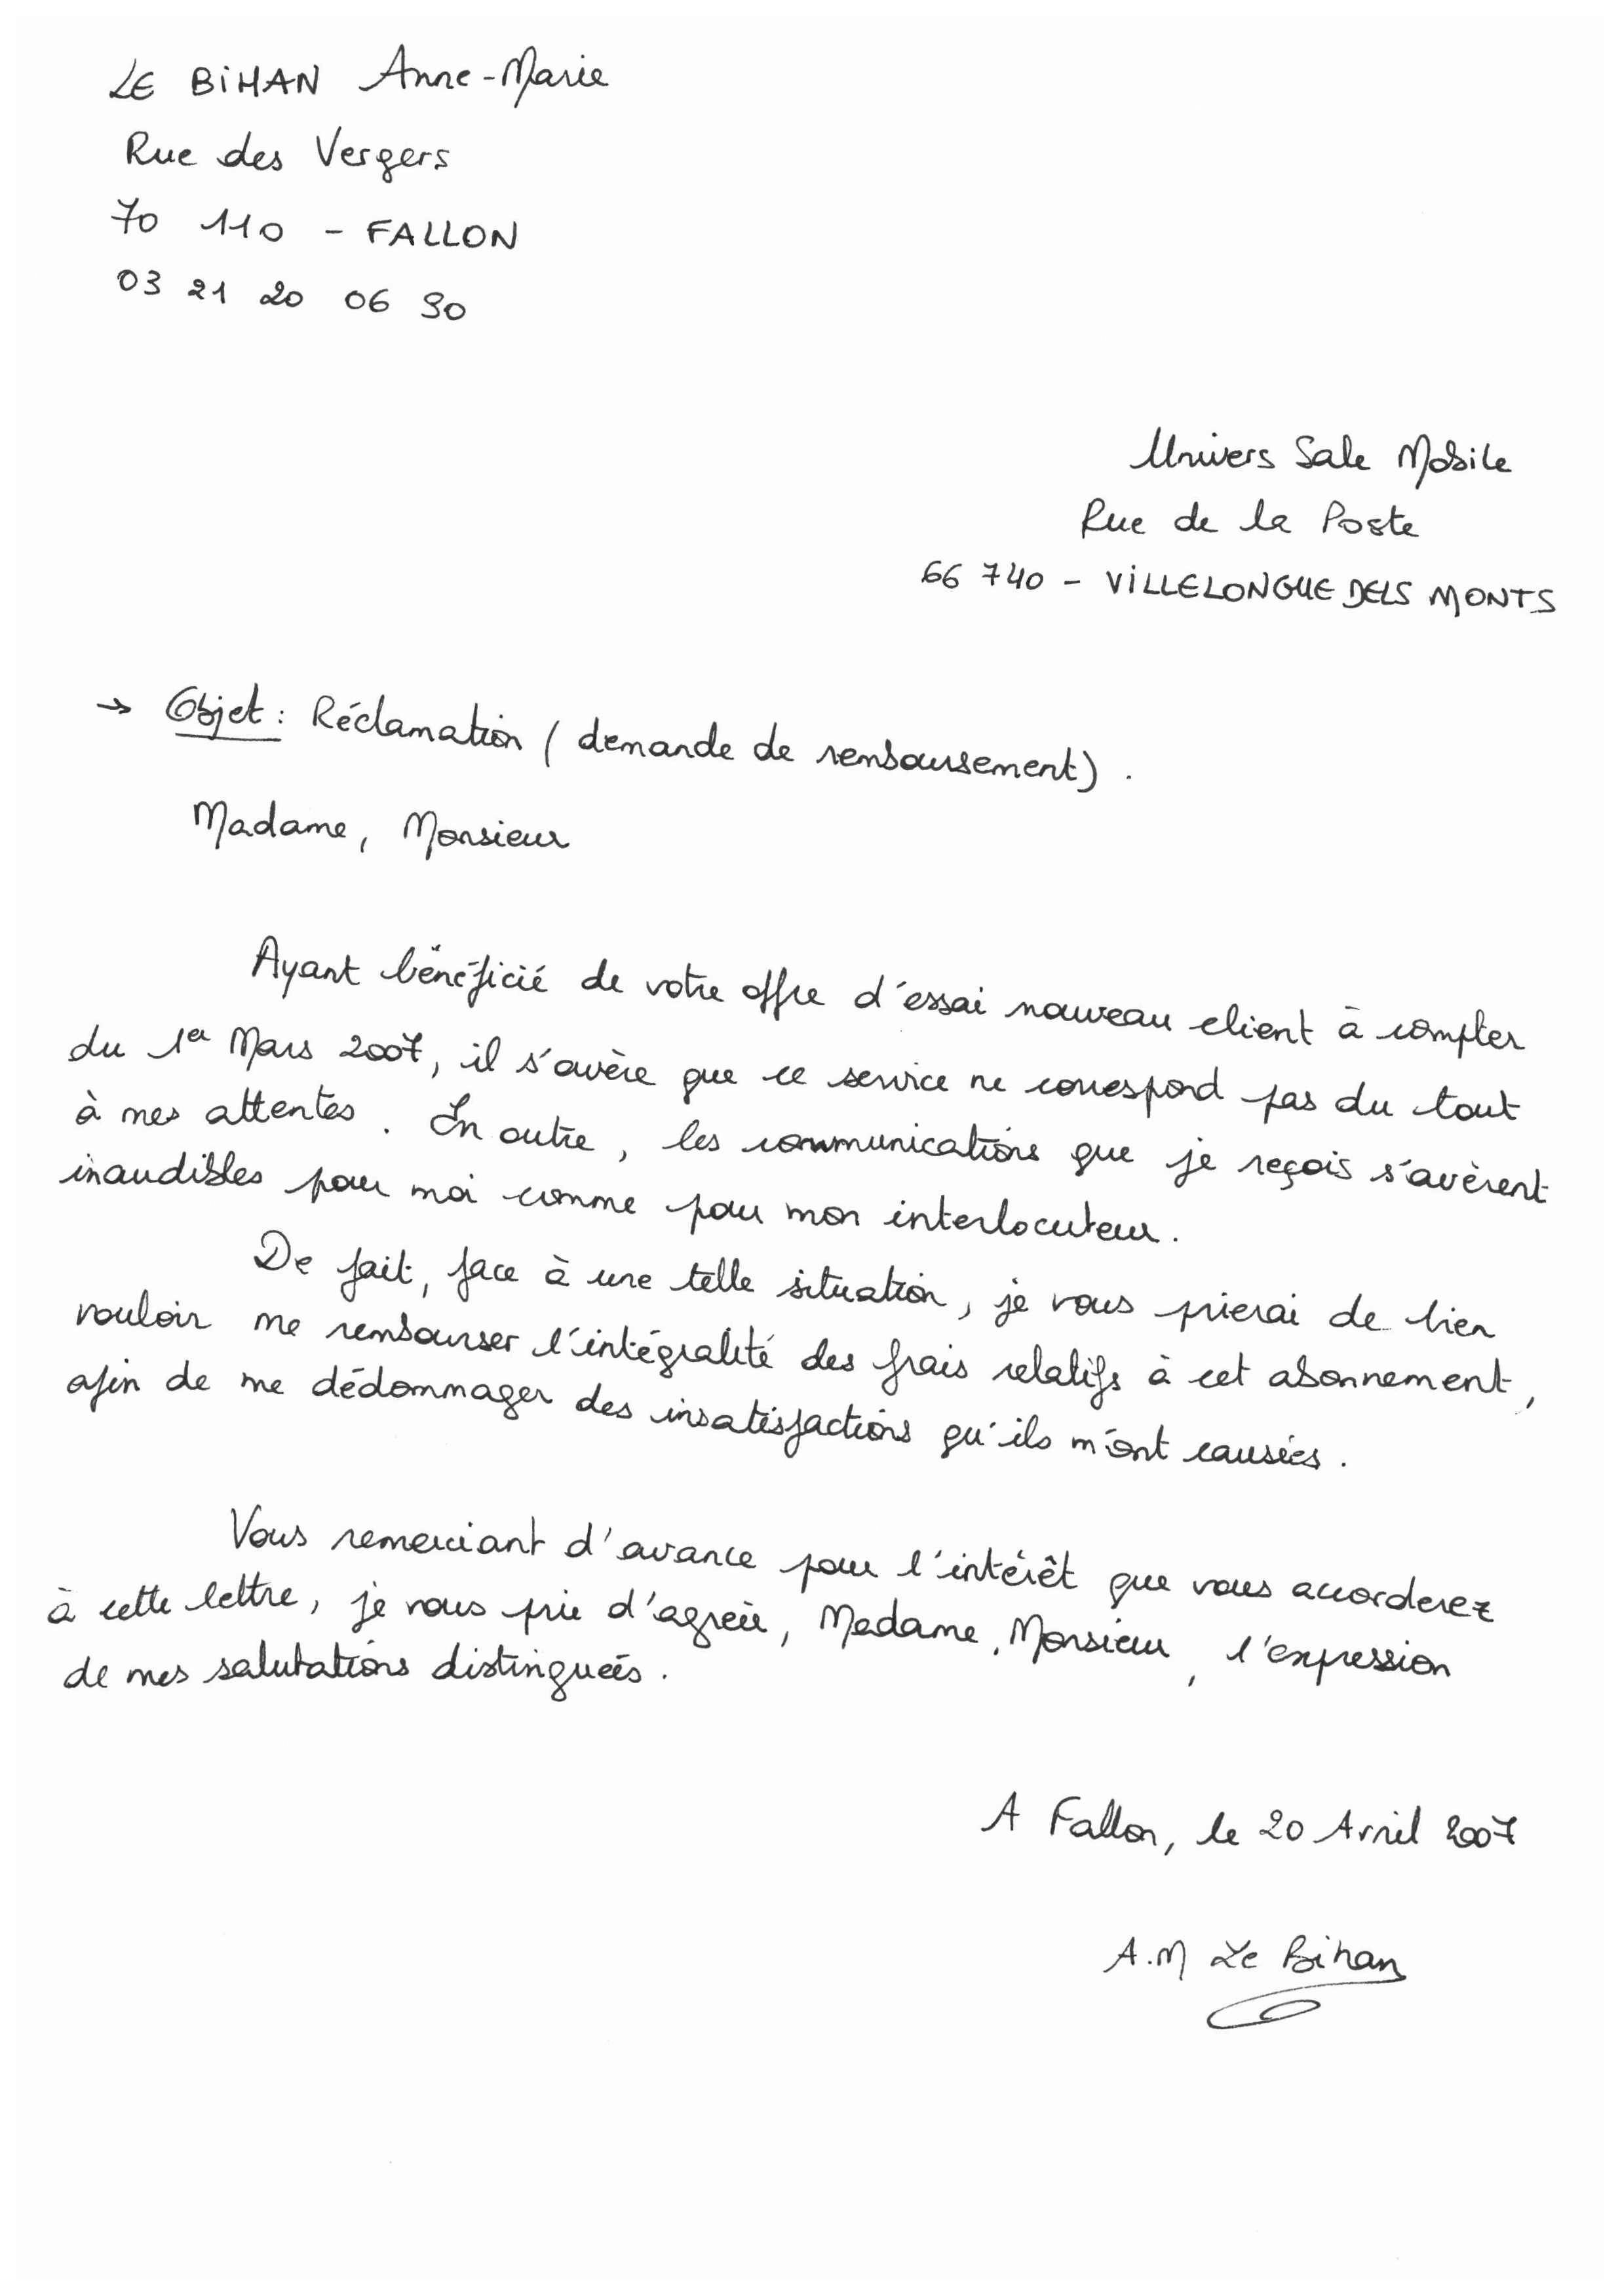 LE BIHAN Anne-Marie
Rue des Vergers
70 110 - FALLON
03 21 20 06 90
Univers Sale Mobile
Rue de la Poste
66 740 - VILLELONGUE DELS MONTS
→ Objet : Réclamation ( demande de remboursement) .
Madame, Monsieur
Ayant bénéficié de votre offre d'essai nouveau client à compter
du 1er Mars 2007, il s'avère que ce service ne correspond pas du tout
à mes attentes . En outre , les communications que je reçois s'avèrent
inaudibles pour moi comme pour mon interlocuteur .
De fait, face à une telle situation, je vous prierai de bien
vouloir me rembourser l'intégralité des frais relatifs à cet abonnement,
afin de me dédommager des insatisfactions qu'ils m'ont causées .
Vous remerciant d'avance pour l'intérêt que vous accorderez
à cette lettre, je vous prie d'agréer, Madame, Monsieur, l'expression
de mes salutations distinguées .
A Fallon, le 20 Avril 2007
A.M Le Bihan